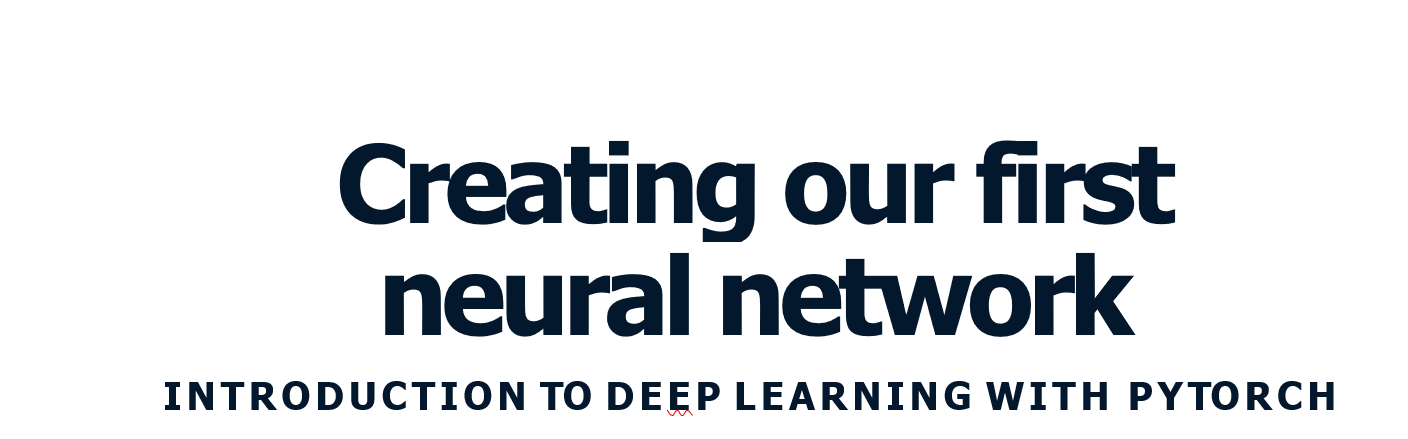 Creating our first
neural network
INTRODUCTION TO DEEP LEARNING WITH PYTORCH